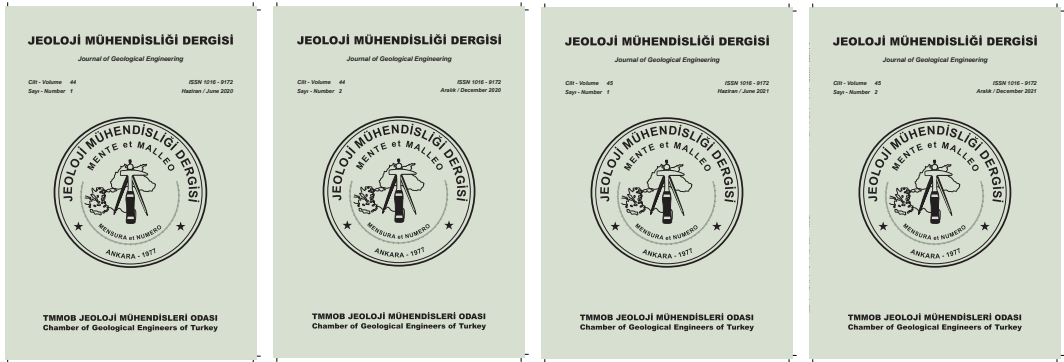 JEOLOJİ MÜHENDİSLİĞİ DERGİSİ
Journal of Geological Engineering
Cilt - Volume 44 ISSN 1016 - 9172
Sayı - Number 1 Haziran / June 2020
JEOLOJİ MÜHENDİSLİĞİ DERGİSİ
MENTE et MALLEO
MENSURA et NUMERO
ANKARA - 1977
TMMOB JEOLOJİ MÜHENDİSLERİ ODASI
Chamber of Geological Engineers of Turkey
JEOLOJİ MÜHENDİSLİĞİ DERGİSİ
Journal of Geological Engineering
Cilt - Volume 44 ISSN 1016 - 9172
Sayı - Number 2 Aralık / December 2020
JEOLOJİ MÜHENDİSLİĞİ DERGİSİ
MENTE et MALLEO
MENSURA et NUMERO
ANKARA - 1977
TMMOB JEOLOJİ MÜHENDİSLERİ ODASI
Chamber of Geological Engineers of Turkey
JEOLOJİ MÜHENDİSLİĞİ DERGİSİ
Journal of Geological Engineering
Cilt - Volume 45 ISSN 1016 - 9172
Sayı - Number 1 Haziran / June 2021
JEOLOJİ MÜHENDİSLİĞİ DERGİSİ
MENTE et MALLEO
MENSURA et NUMERO
ANKARA - 1977
TMMOB JEOLOJİ MÜHENDİSLERİ ODASI
Chamber of Geological Engineers of Turkey
JEOLOJİ MÜHENDİSLİĞİ DERGİSİ
Journal of Geological Engineering
Cilt - Volume 45 ISSN 1016 - 9172
Sayı - Number 2 Aralık / December 2021
JEOLOJİ MÜHENDİSLİĞİ DERGİSİ
MENTE et MALLEO
MENSURA et NUMERO
ANKARA - 1977
TMMOB JEOLOJİ MÜHENDİSLERİ ODASI
Chamber of Geological Engineers of Turkey